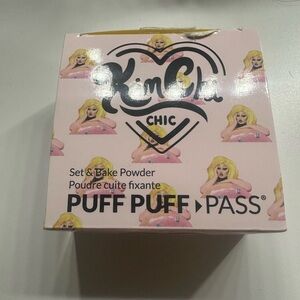 KimChi
CHIC
Set & Bake Powder
Poudre cuite fixante
PUFF PUFF ▸ PASS®